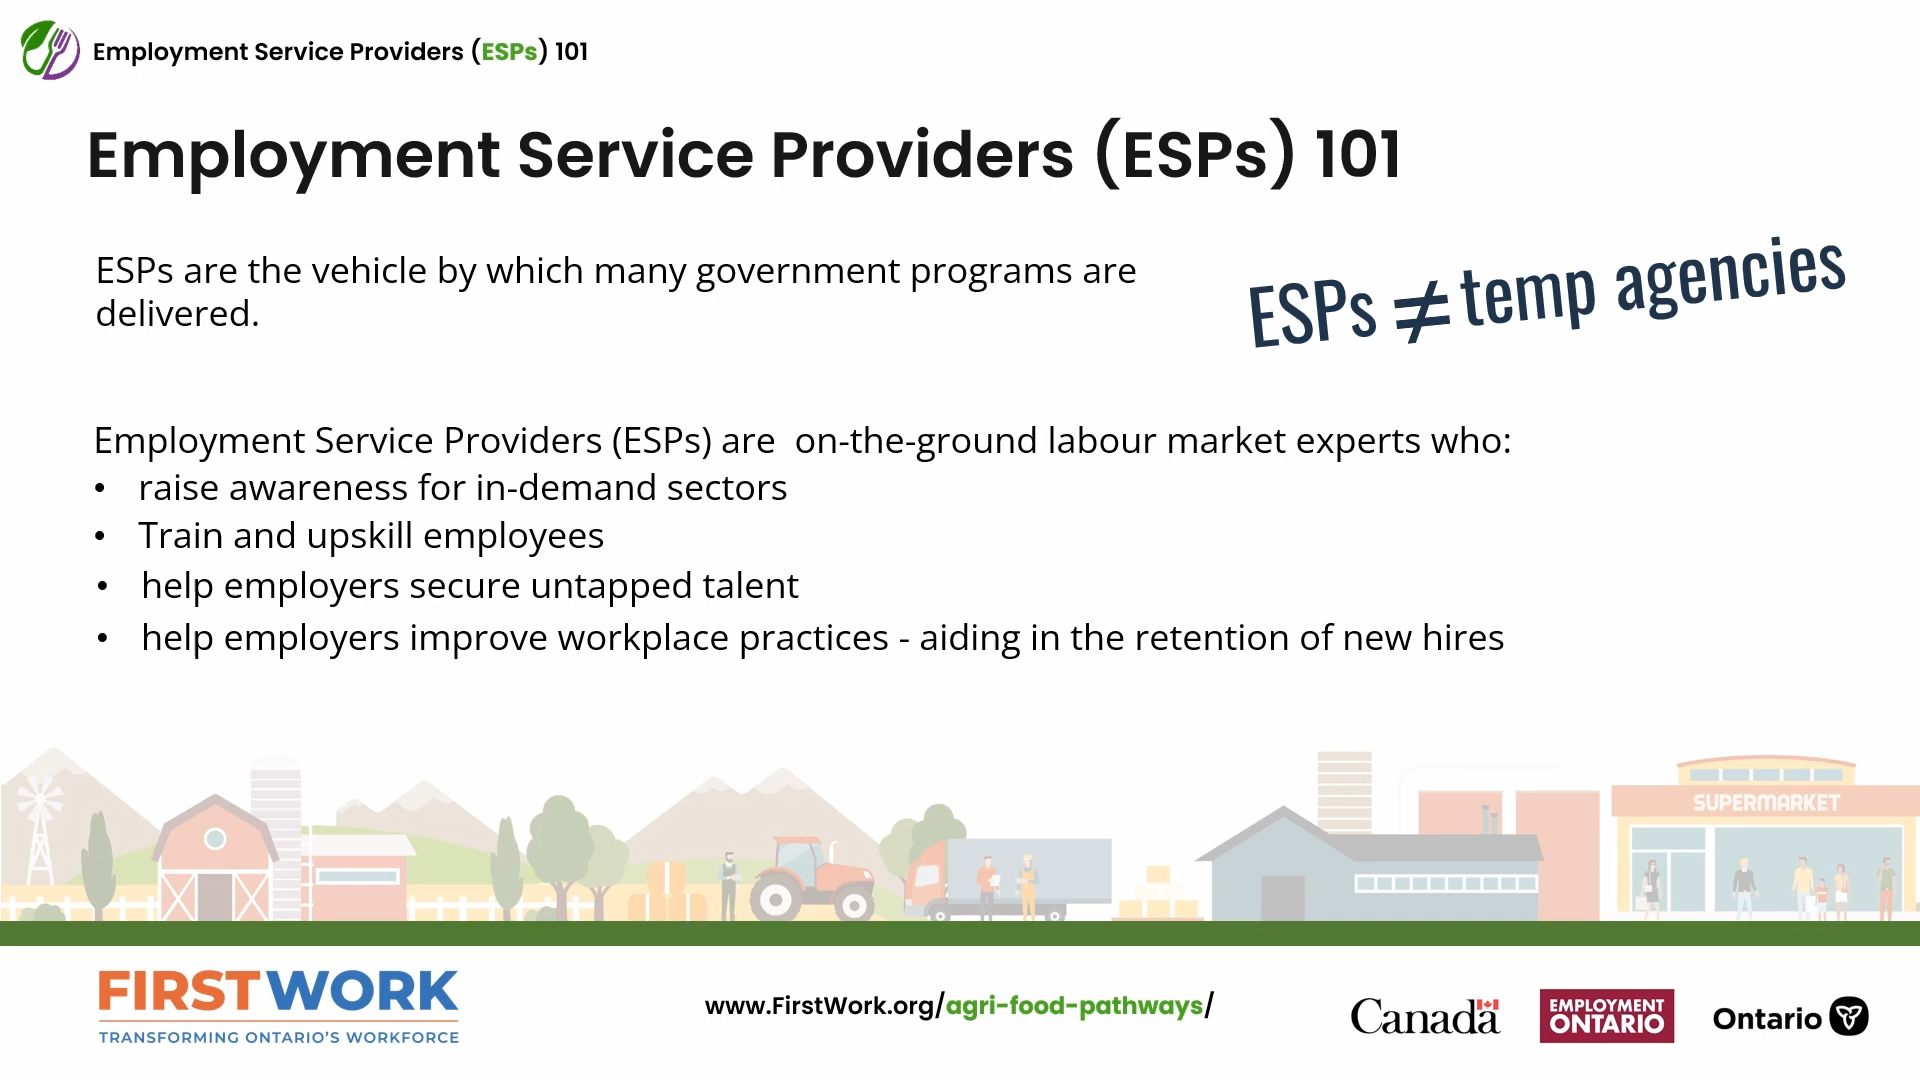 Employment Service Providers (ESPs) 101
Employment Service Providers (ESPs) 101
ESPs are the vehicle by which many government programs are
delivered.
ESPs ≠ temp agencies
Employment Service Providers (ESPs) are  on-the-ground labour market experts who:
• raise awareness for in-demand sectors
• Train and upskill employees
• help employers secure untapped talent
• help employers improve workplace practices - aiding in the retention of new hires
SUPERMARKET
FIRSTWORK
TRANSFORMING ONTARIO'S WORKFORCE
www.FirstWork.org/agri-food-pathways/
Canada
EMPLOYMENT
ONTARIO
Ontario